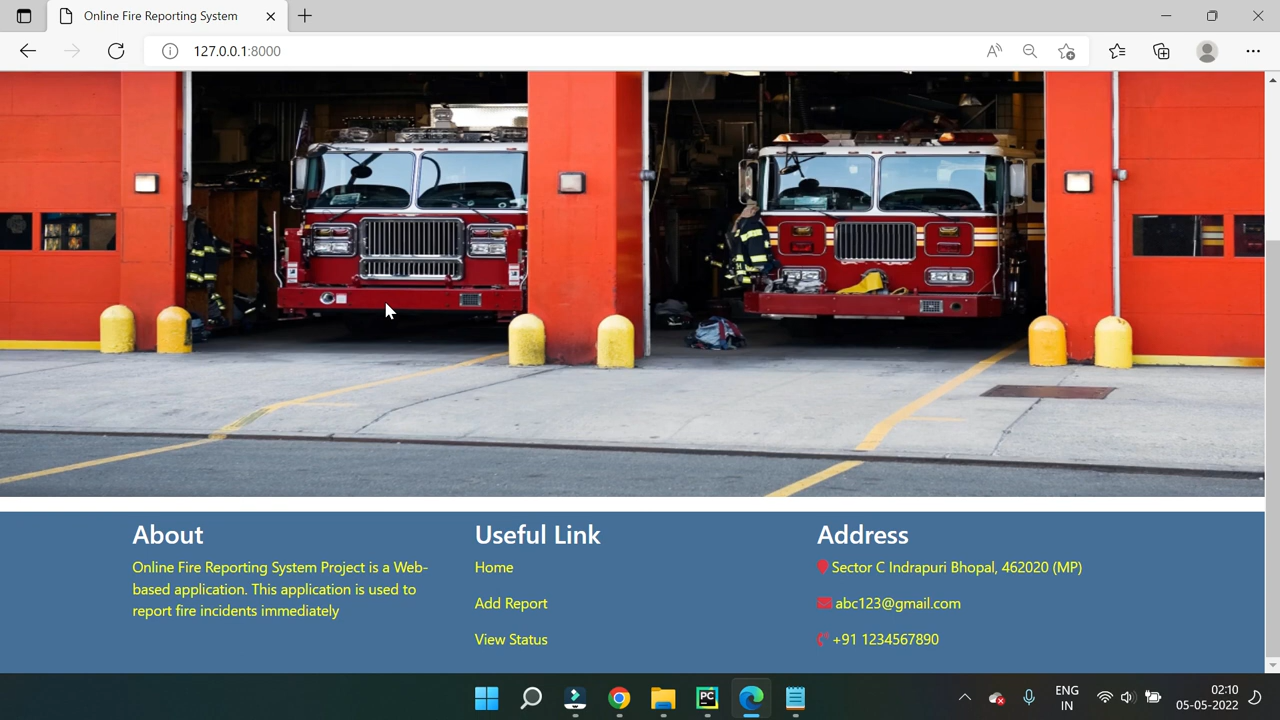 Online Fire Reporting System
127.0.0.1:8000
About
Online Fire Reporting System Project is a Web-
based application. This application is used to
report fire incidents immediately
Useful Link
Home
Add Report
View Status
Address
Sector C Indrapuri Bhopal, 462020 (MP)
abc123@gmail.com
+91 1234567890
PC
ENG
IN
02:10
05-05-2022